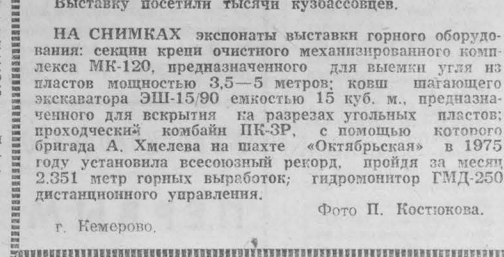 Выставку посетили тысячи кузбассовцев.
НА СНИМКАХ экспонаты выставки горного оборудо-
вания: секции крепи очистного механизированного комп-
лекса МК-120, предназначенного для выемки угля из
пластов мощностью 3,5—5 метров; ковш шагающего
экскаватора ЭШ-15/90 емкостью 15 куб. м., предназна-
ченного для вскрытия на разрезах угольных пластов;
проходческий комбайн ПК-3Р, с помощью которого
бригада А. Хмелева на шахте «Октябрьская» в 1975
году установила всесоюзный рекорд, пройдя за месяц
2.351 метр горных выработок; гидромонитор ГМД-250
дистанционного управления.
Фото П. Костюкова.
г. Кемерово.